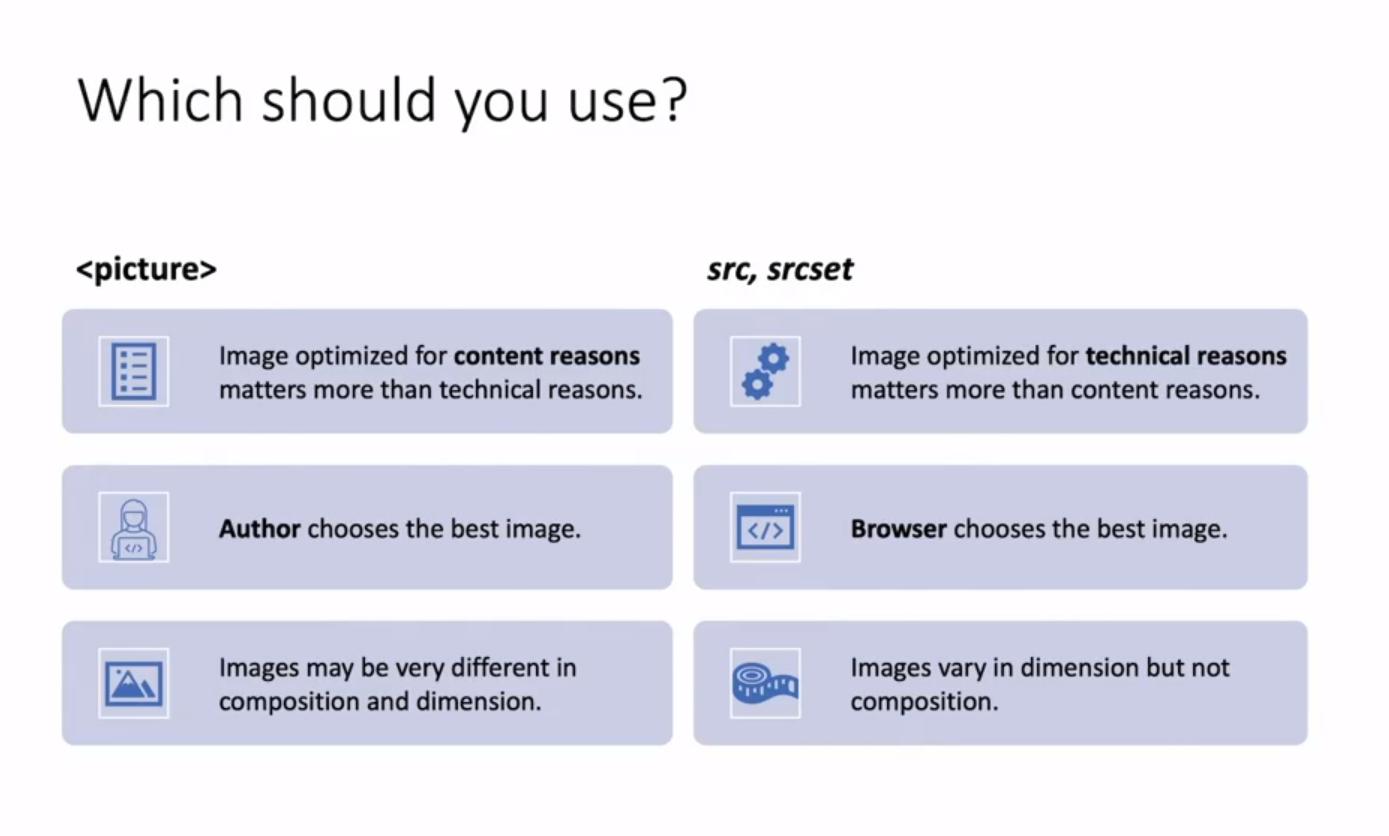 Which should you use?
<picture>
Image optimized for content reasons
matters more than technical reasons.
Author chooses the best image.
Images may be very different in
composition and dimension.
src, srcset
Image optimized for technical reasons
matters more than content reasons.
Browser chooses the best image.
Images vary in dimension but not
composition.